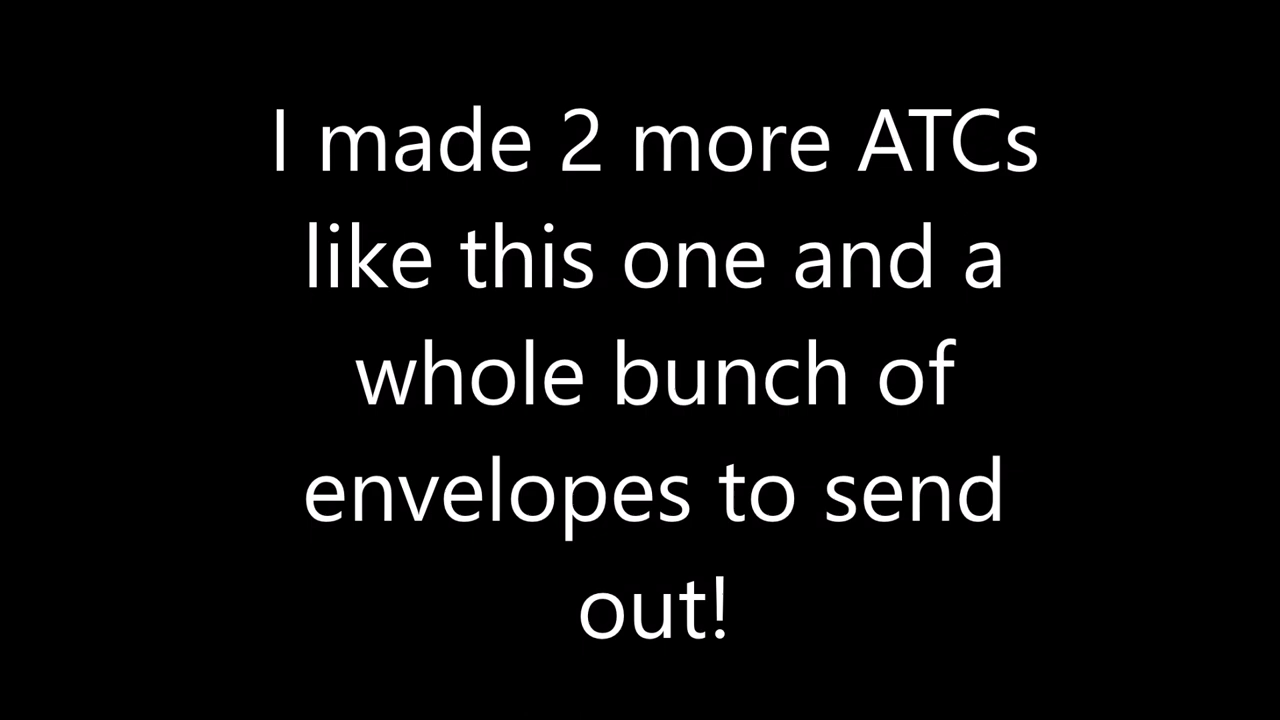 I made 2 more ATCs
like this one and a
whole bunch of
envelopes to send
out!